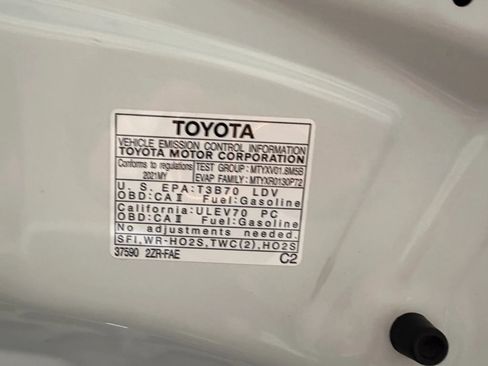 TOYOTA
VEHICLE EMISSION CONTROL INFORMATION
TOYOTA MOTOR CORPORATION
Conforms to regulations TEST GROUP: MTYXV01.8M5B
2021MY EVAP FAMILY: MTYXR0130P72
U. S. EPA:T3B70 LDV
OBD:CAⅡ Fuel:Gasoline
California:ULEV70 PC
OBD:CAⅡ Fuel:Gasoline
No adjustments needed.
SFI,WR-HO2S,TWC(2),HO2S
37590 2ZR-FAE C2